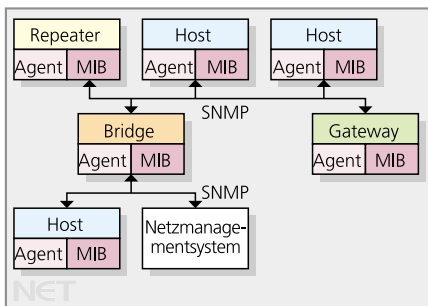 Repeater Host Host
Agent MIB Agent MIB Agent MIB
SNMP
Bridge Gateway
Agent MIB Agent MIB
SNMP
Host Netzmanage-
Agent MIB mentsystem
NET